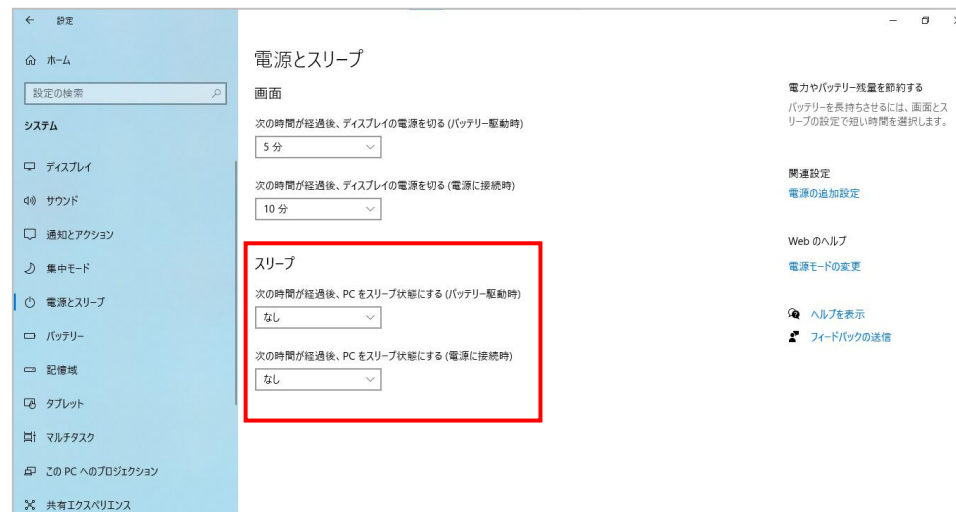 設定
ホーム
設定の検索
システム
ディスプレイ
サウンド
通知とアクション
集中モード
電源とスリープ
バッテリー
記憶域
タブレット
マルチタスク
この PC へのプロジェクション
共有エクスペリエンス
電源とスリープ
画面
次の時間が経過後、ディスプレイの電源を切る (バッテリー駆動時)
5 分
次の時間が経過後、ディスプレイの電源を切る (電源に接続時)
10 分
スリープ
次の時間が経過後、PC をスリープ状態にする (バッテリー駆動時)
なし
次の時間が経過後、PC をスリープ状態にする (電源に接続時)
なし
電力やバッテリー残量を節約する
バッテリーを長持ちさせるには、画面とス
リープの設定で短い時間を選択します。
関連設定
電源の追加設定
Web のヘルプ
電源モードの変更
ヘルプを表示
フィードバックの送信